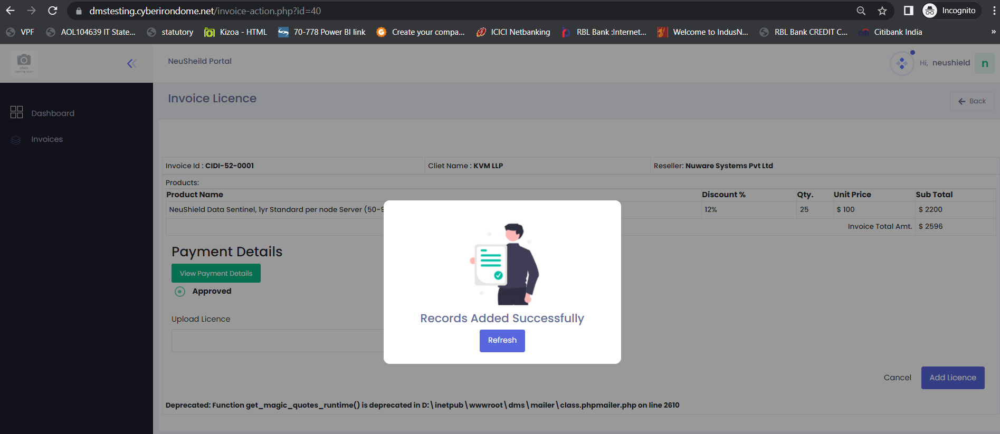 dmstesting.cyberirondome.net/invoice-action.php?id=40
Incognito
VPF
AOL104639 IT State...
statutory
Kizoa - HTML
70-778 Power BI link
Create your compa...
ICICI Netbanking
RBL Bank :Internet...
Welcome to IndusN...
RBL Bank CREDIT C...
Citibank India
»
photo
coming soon
NeuSheild Portal
Hi, neushield
n
Invoice Licence
Back
Dashboard
Invoices
Invoice Id : CIDI-52-0001
Cliet Name : KVM LLP
Reseller: Nuware Systems Pvt Ltd
Products:
Product Name Discount % Qty. Unit Price Sub Total
NeuShield Data Sentinel, 1yr Standard per node Server (50-9 12% 25 $ 100 $ 2200
Invoice Total Amt. $ 2596
Payment Details
View Payment Details
Approved
Upload Licence
Records Added Successfully
Refresh
Cancel
Add Licence
Deprecated: Function get_magic_quotes_runtime() is deprecated in D:\inetpub\wwwroot\dms\mailer\class.phpmailer.php on line 2610